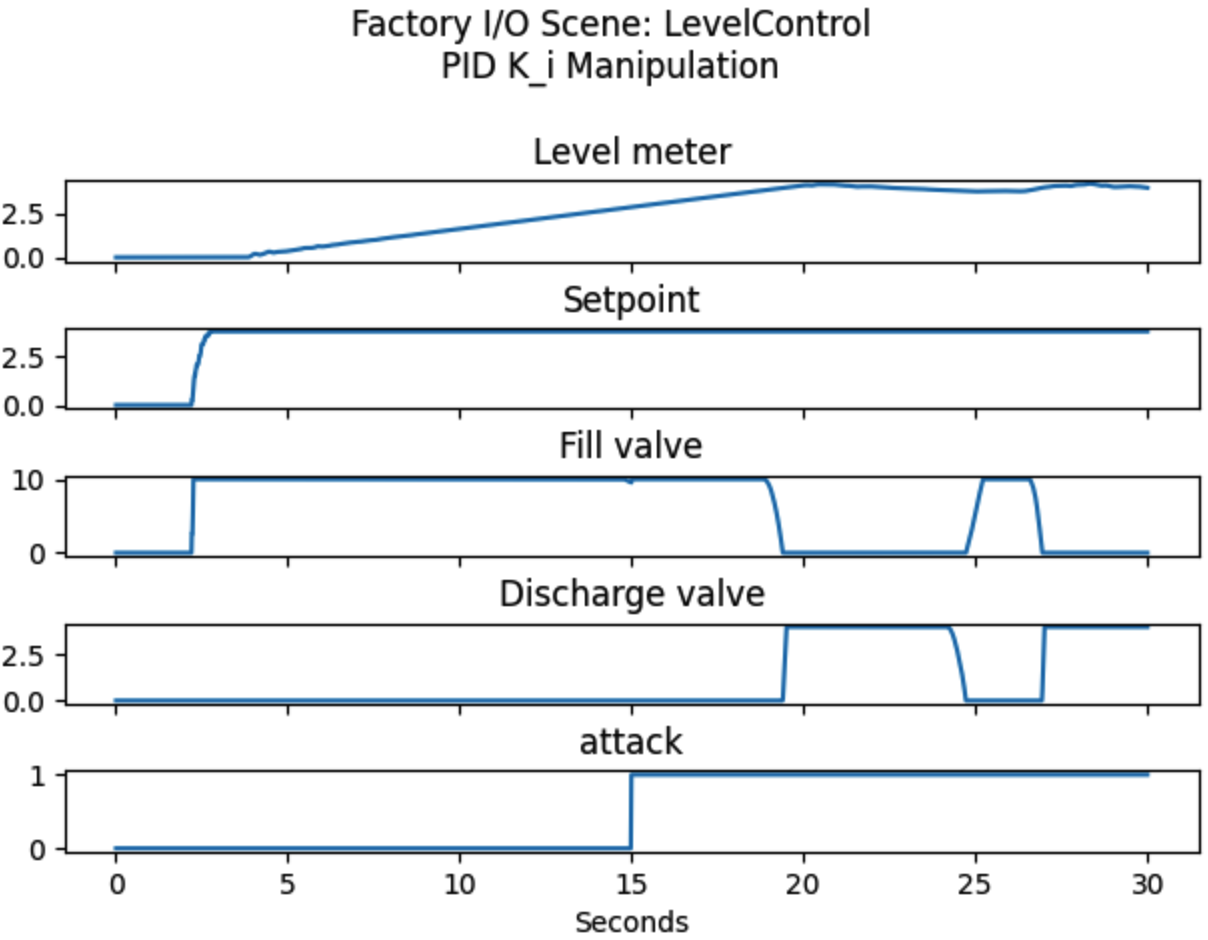 Factory I/O Scene: LevelControl
PID K_i Manipulation
Level meter
2.5
0.0
Setpoint
2.5
0.0
Fill valve
10
0
Discharge valve
2.5
0.0
attack
1
0
0 5 10 15 20 25 30
Seconds